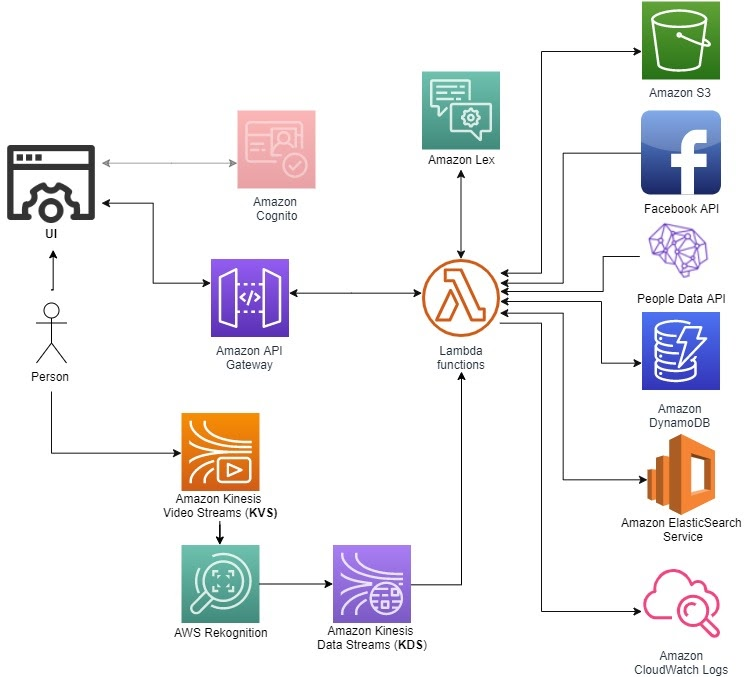 Amazon S3
Amazon Lex
Amazon
Cognito
Facebook API
UI
</>
People Data API
Amazon API
Gateway
Lambda
functions
Person
Amazon
DynamoDB
Amazon Kinesis
Video Streams (KVS)
Amazon ElasticSearch
Service
AWS Rekognition
Amazon Kinesis
Data Streams (KDS)
Amazon
CloudWatch Logs